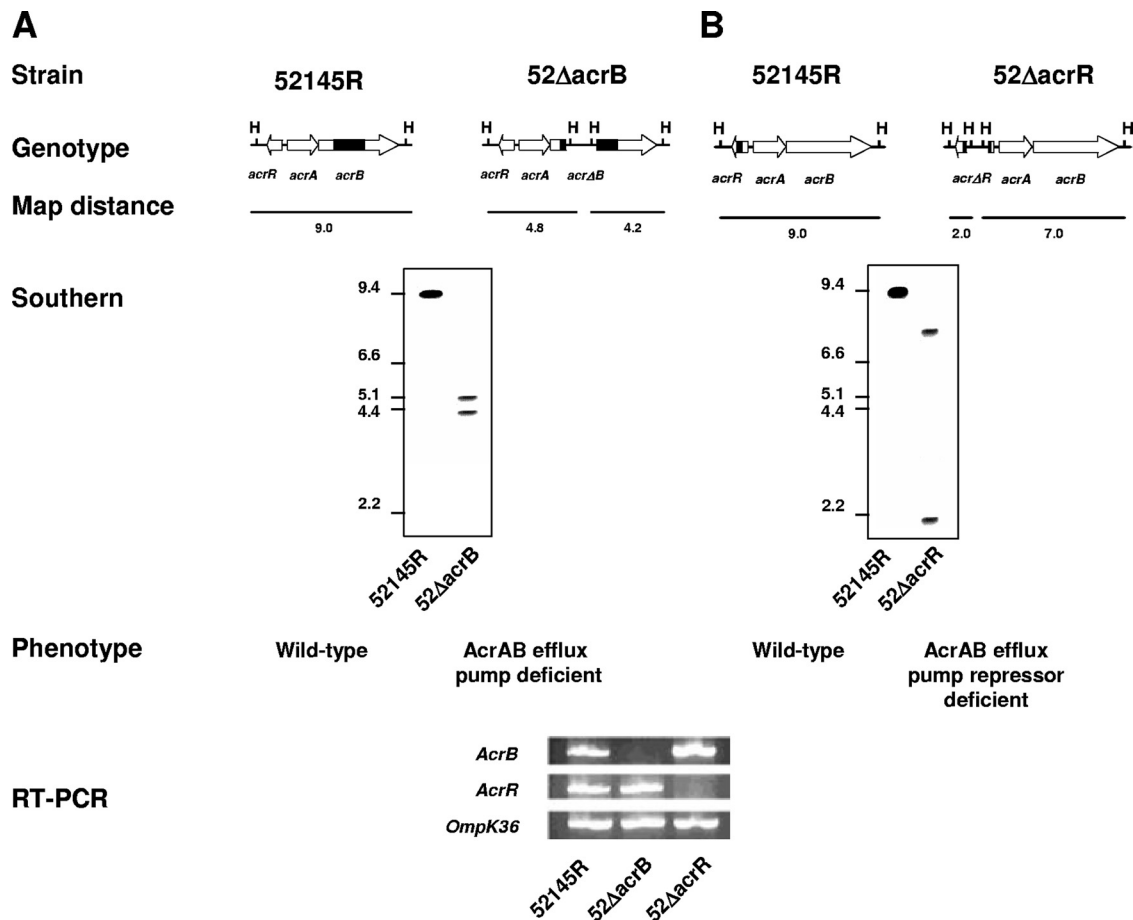 A
B
Strain
52145R
52ΔacrB
52145R
52ΔacrR
Genotype
H H H H H H H H H H H H
acrR acrA acrB
acrR acrA acrΔB
acrR acrA acrB
acrΔR acrA acrB
Map distance
9.0
4.8 4.2
9.0
2.0 7.0
Southern
9.4
6.6
5.1
4.4
2.2
52145R
52ΔacrB
9.4
6.6
5.1
4.4
2.2
52145R
52ΔacrR
Phenotype
Wild-type
AcrAB efflux
pump deficient
Wild-type
AcrAB efflux
pump repressor
deficient
RT-PCR
AcrB
AcrR
OmpK36
52145R
52ΔacrB
52ΔacrR